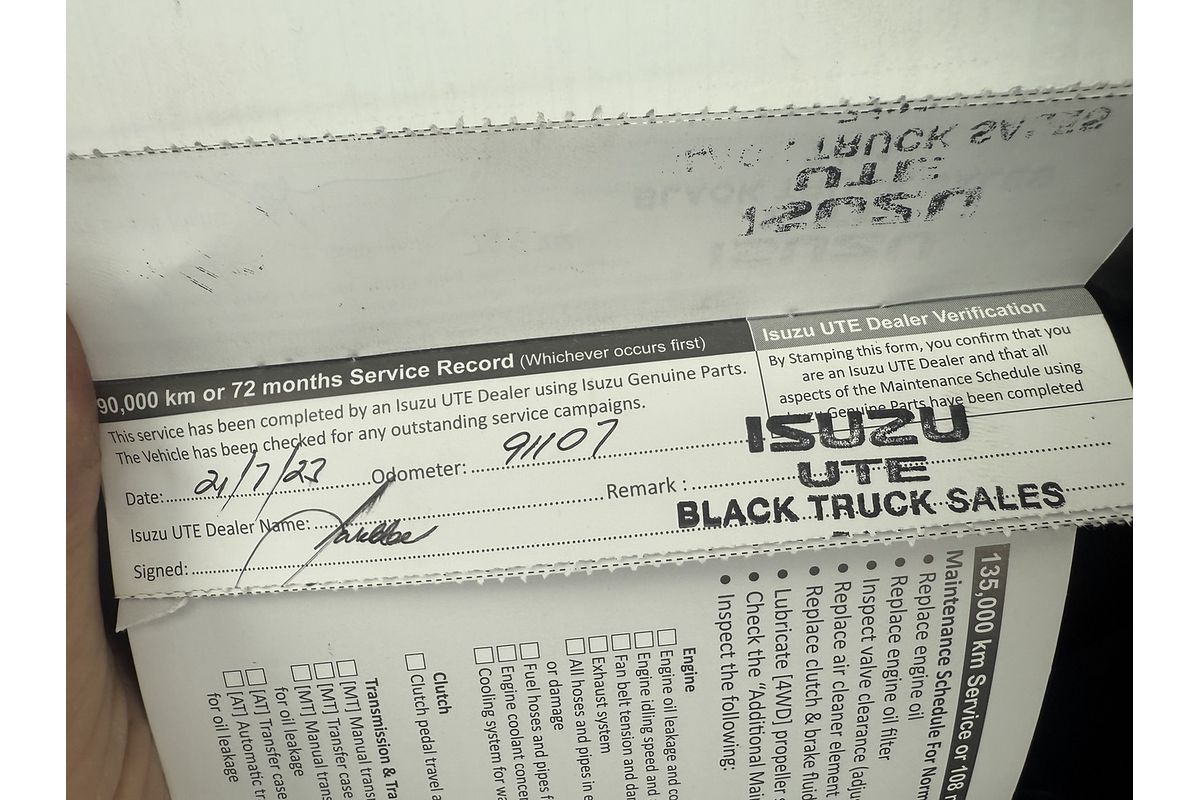 TRUCK SALES
UTE
ISUZU
90,000 km or 72 months Service Record (Whichever occurs first)
This service has been completed by an Isuzu UTE Dealer using Isuzu Genuine Parts.
The Vehicle has been checked for any outstanding service campaigns.
Date: 21/7/23 Odometer: 91107
Isuzu UTE Dealer Name:
Remark :
Signed:
Isuzu UTE Dealer Verification
By Stamping this form, you confirm that you
are an Isuzu UTE Dealer and that all
aspects of the Maintenance Schedule using
Isuzu Genuine Parts have been completed
ISUZU
UTE
BLACK TRUCK SALES
135,000 km Service or 108
Maintenance Schedule For
• Replace engine oil
• Replace engine oil filter
• Inspect valve clearance
• Replace air cleaner element
• Replace clutch & brake fluid
• Lubricate [4WD] propeller
• Check the "Additional
• Inspect the following:
Engine
Engine oil leakage and
Engine idling speed and
Fan belt tension and
Exhaust system
All hoses and pipes in
or damage
Fuel hoses and pipes
Engine coolant
Cooling system for
Clutch
Clutch pedal travel
Transmission &
[MT] Manual
[MT] Transfer case
[MT] Manual
for oil leakage
[AT] Transfer case
[AT] Automatic
for oil leakage